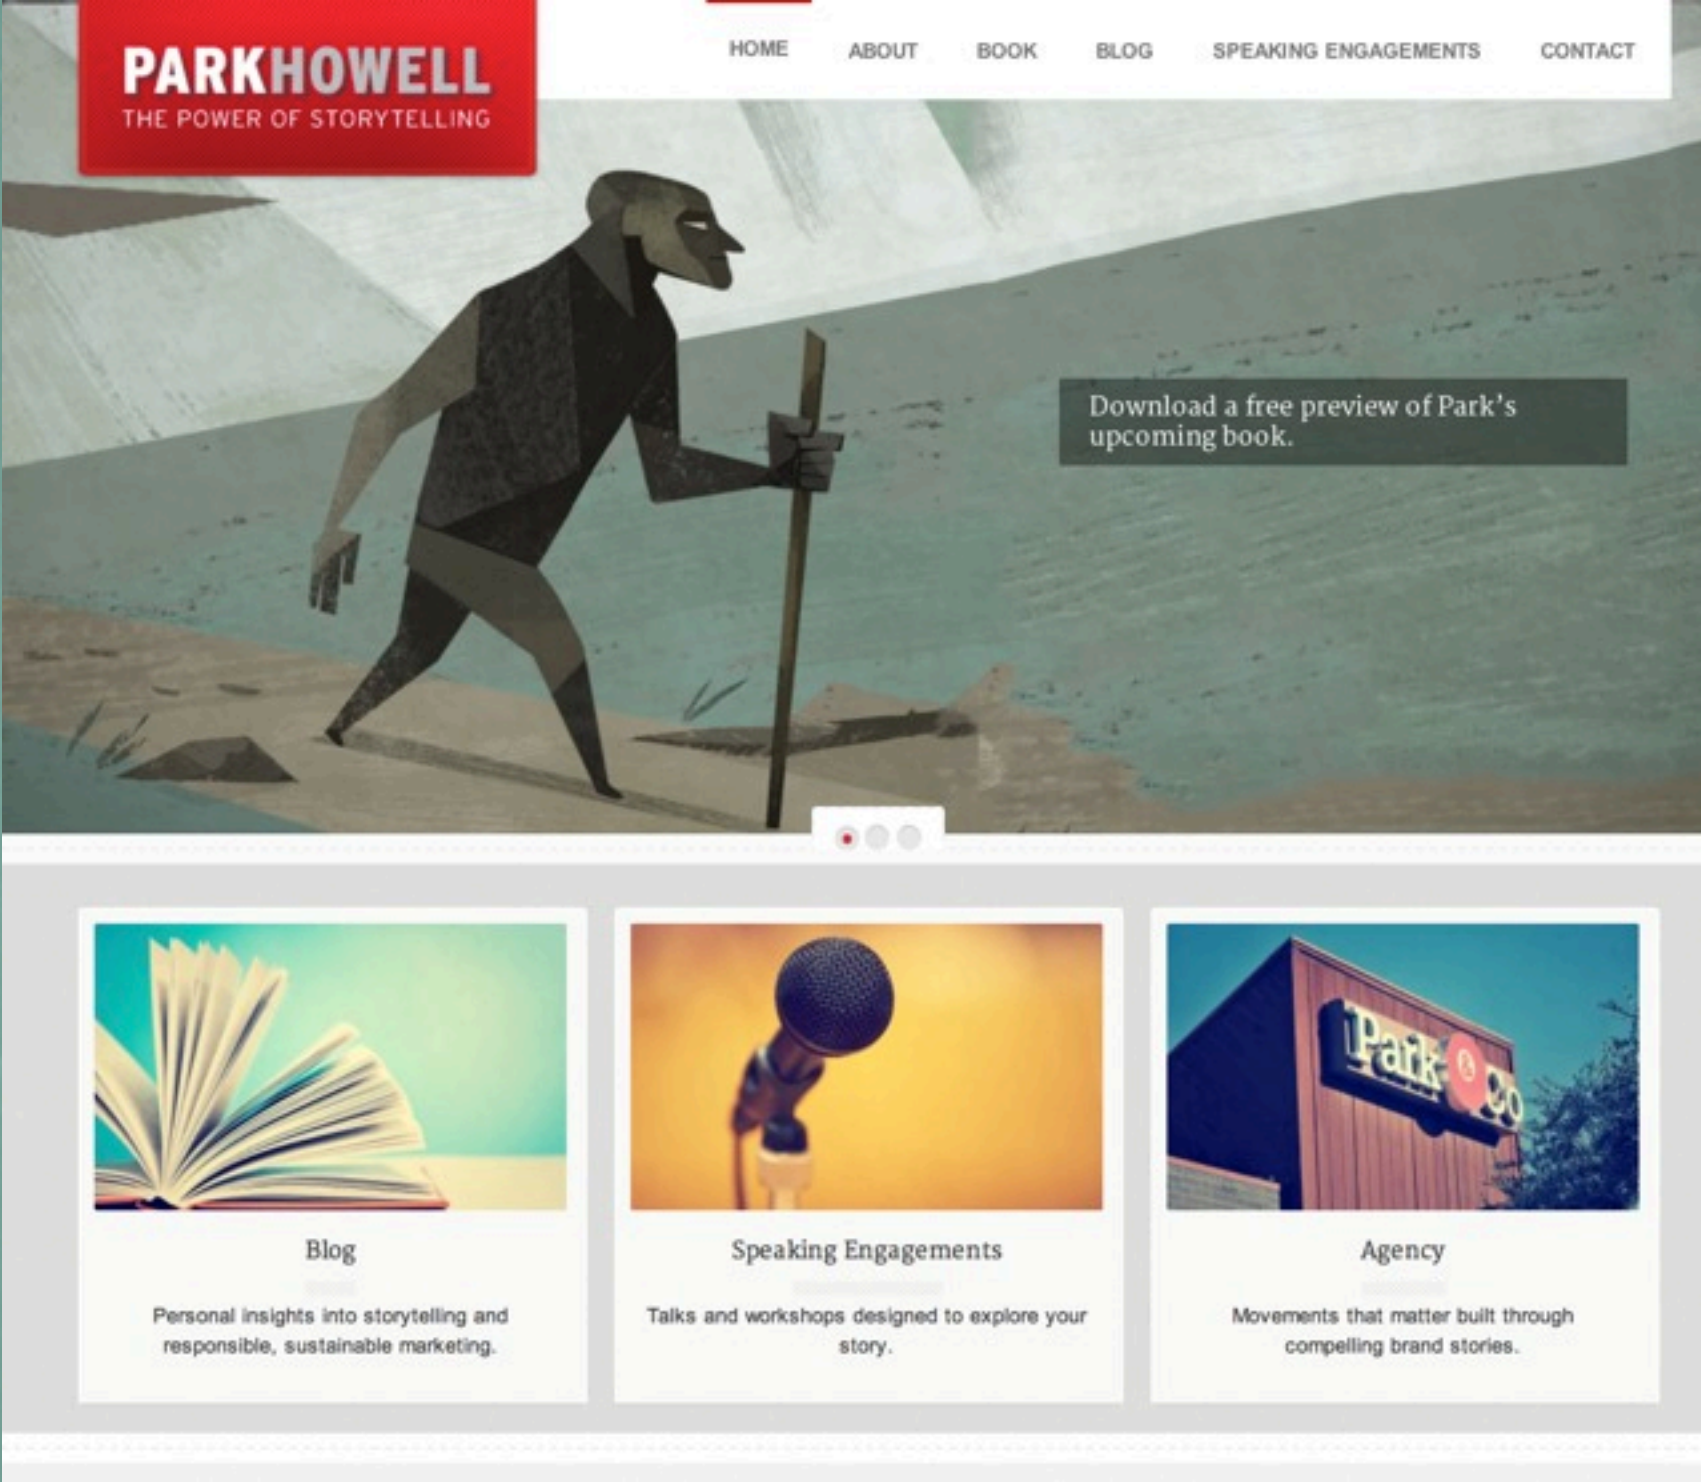 PARKHOWELL
THE POWER OF STORYTELLING
HOME ABOUT BOOK BLOG SPEAKING ENGAGEMENTS CONTACT
Download a free preview of Park's
upcoming book.
Park & Co
Blog
Personal insights into storytelling and
responsible, sustainable marketing.
Speaking Engagements
Talks and workshops designed to explore your
story.
Agency
Movements that matter built through
compelling brand stories.